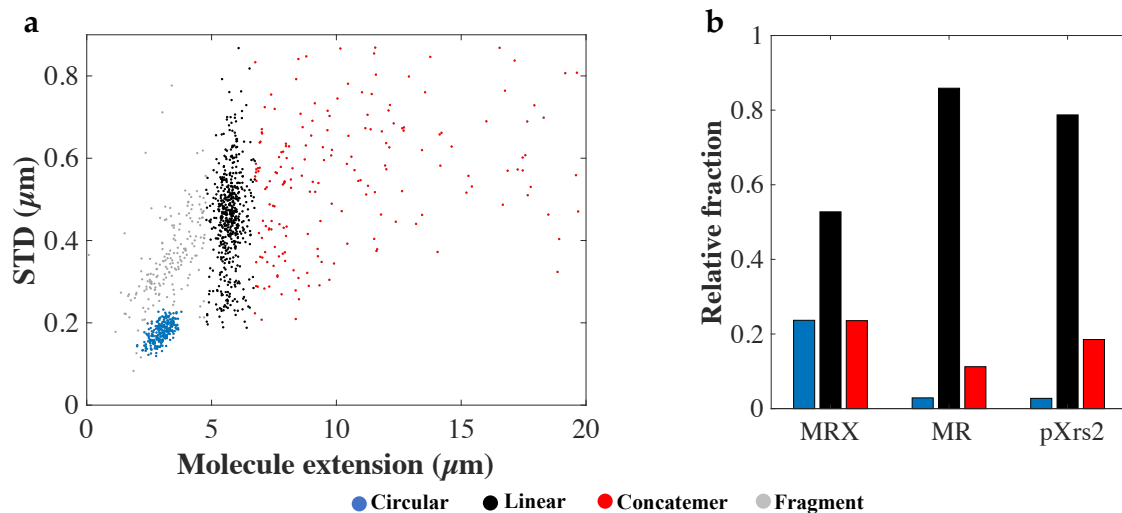 a
STD (μm)
0
0.2
0.4
0.6
0.8
0 5 10 15 20
Molecule extension (μm)
b
Relative fraction
0
0.2
0.4
0.6
0.8
1
MRX MR pXrs2
Circular Linear Concatemer Fragment